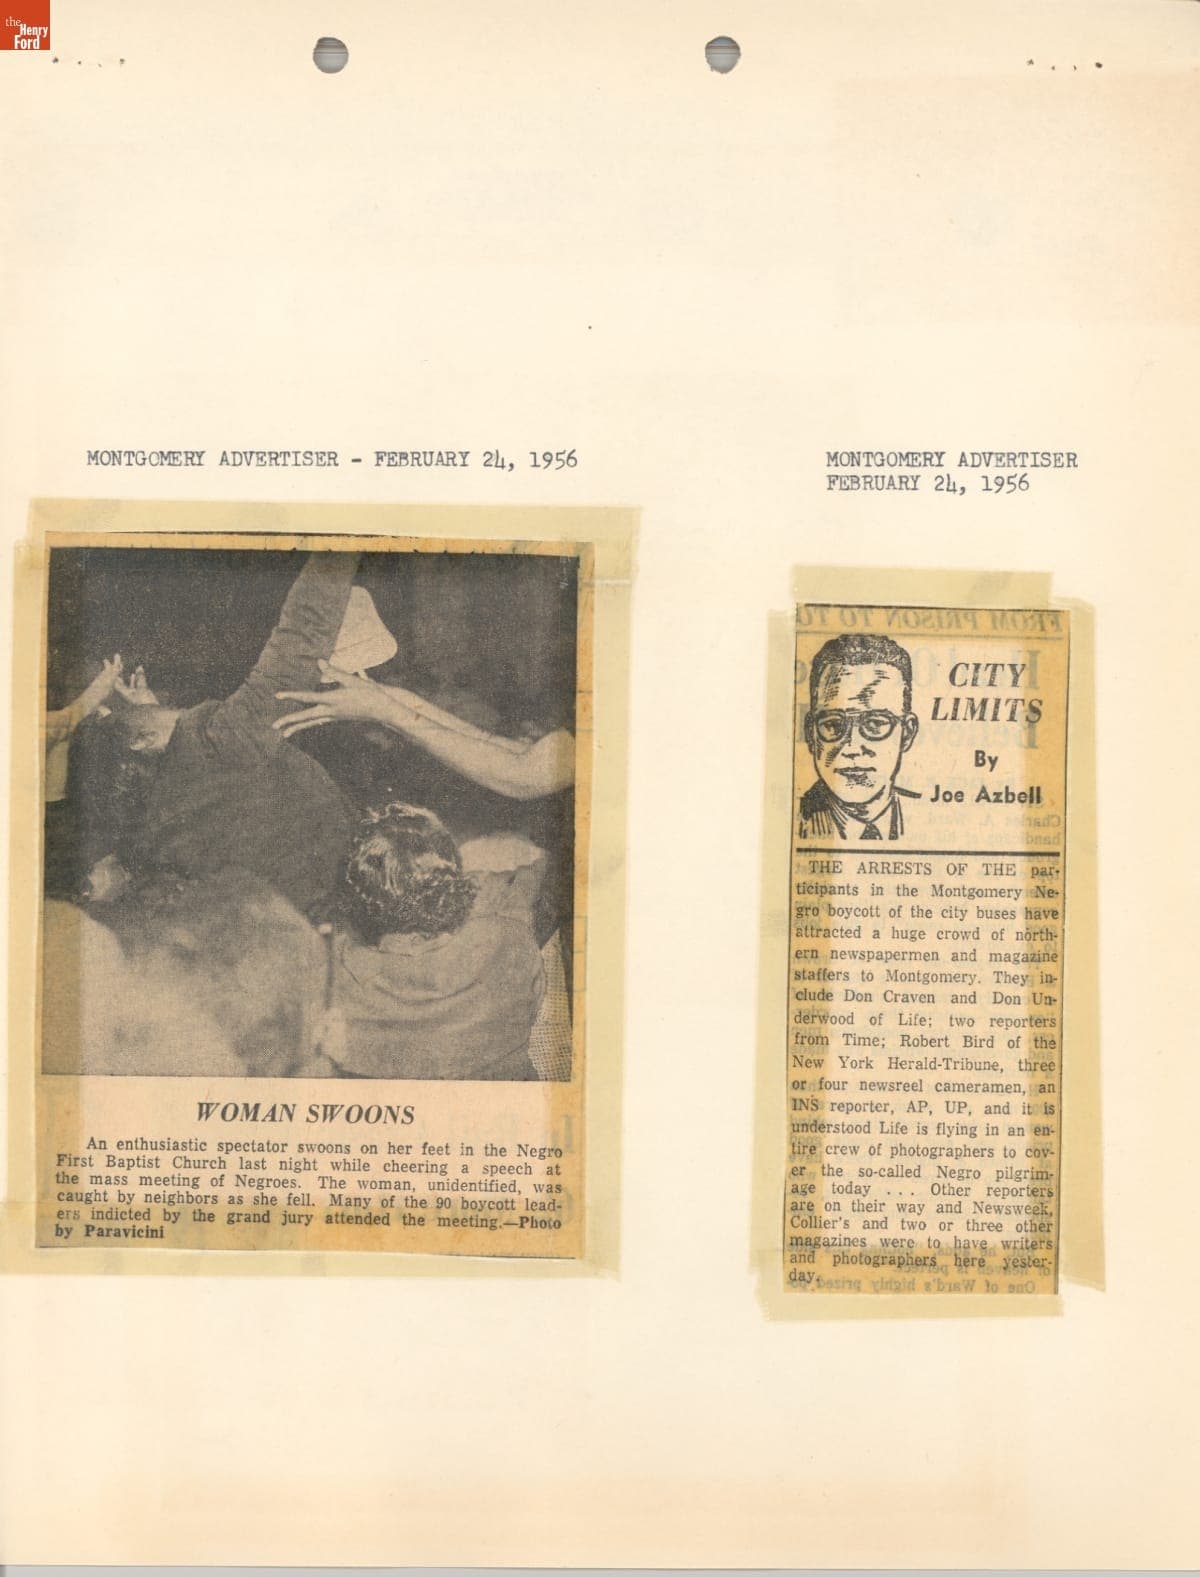 the
Henry
Ford
MONTGOMERY ADVERTISER - FEBRUARY 24, 1956
WOMAN SWOONS
An enthusiastic spectator swoons on her feet in the Negro
First Baptist Church last night while cheering a speech at
the mass meeting of Negroes. The woman, unidentified, was
caught by neighbors as she fell. Many of the 90 boycott lead-
ers indicted by the grand jury attended the meeting.—Photo
by Paravicini
MONTGOMERY ADVERTISER
FEBRUARY 24, 1956
FROM PRISON TO
CITY
LIMITS
By
Joe Azbell
THE ARRESTS OF THE par-
ticipants in the Montgomery Ne-
gro boycott of the city buses have
attracted a huge crowd of north-
ern newspapermen and magazine
staffers to Montgomery. They in-
clude Don Craven and Don Un-
derwood of Life; two reporters
from Time; Robert Bird of the
New York Herald-Tribune, three
or four newsreel cameramen, an
INS reporter, AP, UP, and it is
understood Life is flying in an en-
tire crew of photographers to cov-
er the so-called Negro pilgrim-
age today . . . Other reporters
are on their way and Newsweek,
Collier's and two or three other
magazines were to have writers
and photographers here yester-
day.
One of Ward's highly prized po-